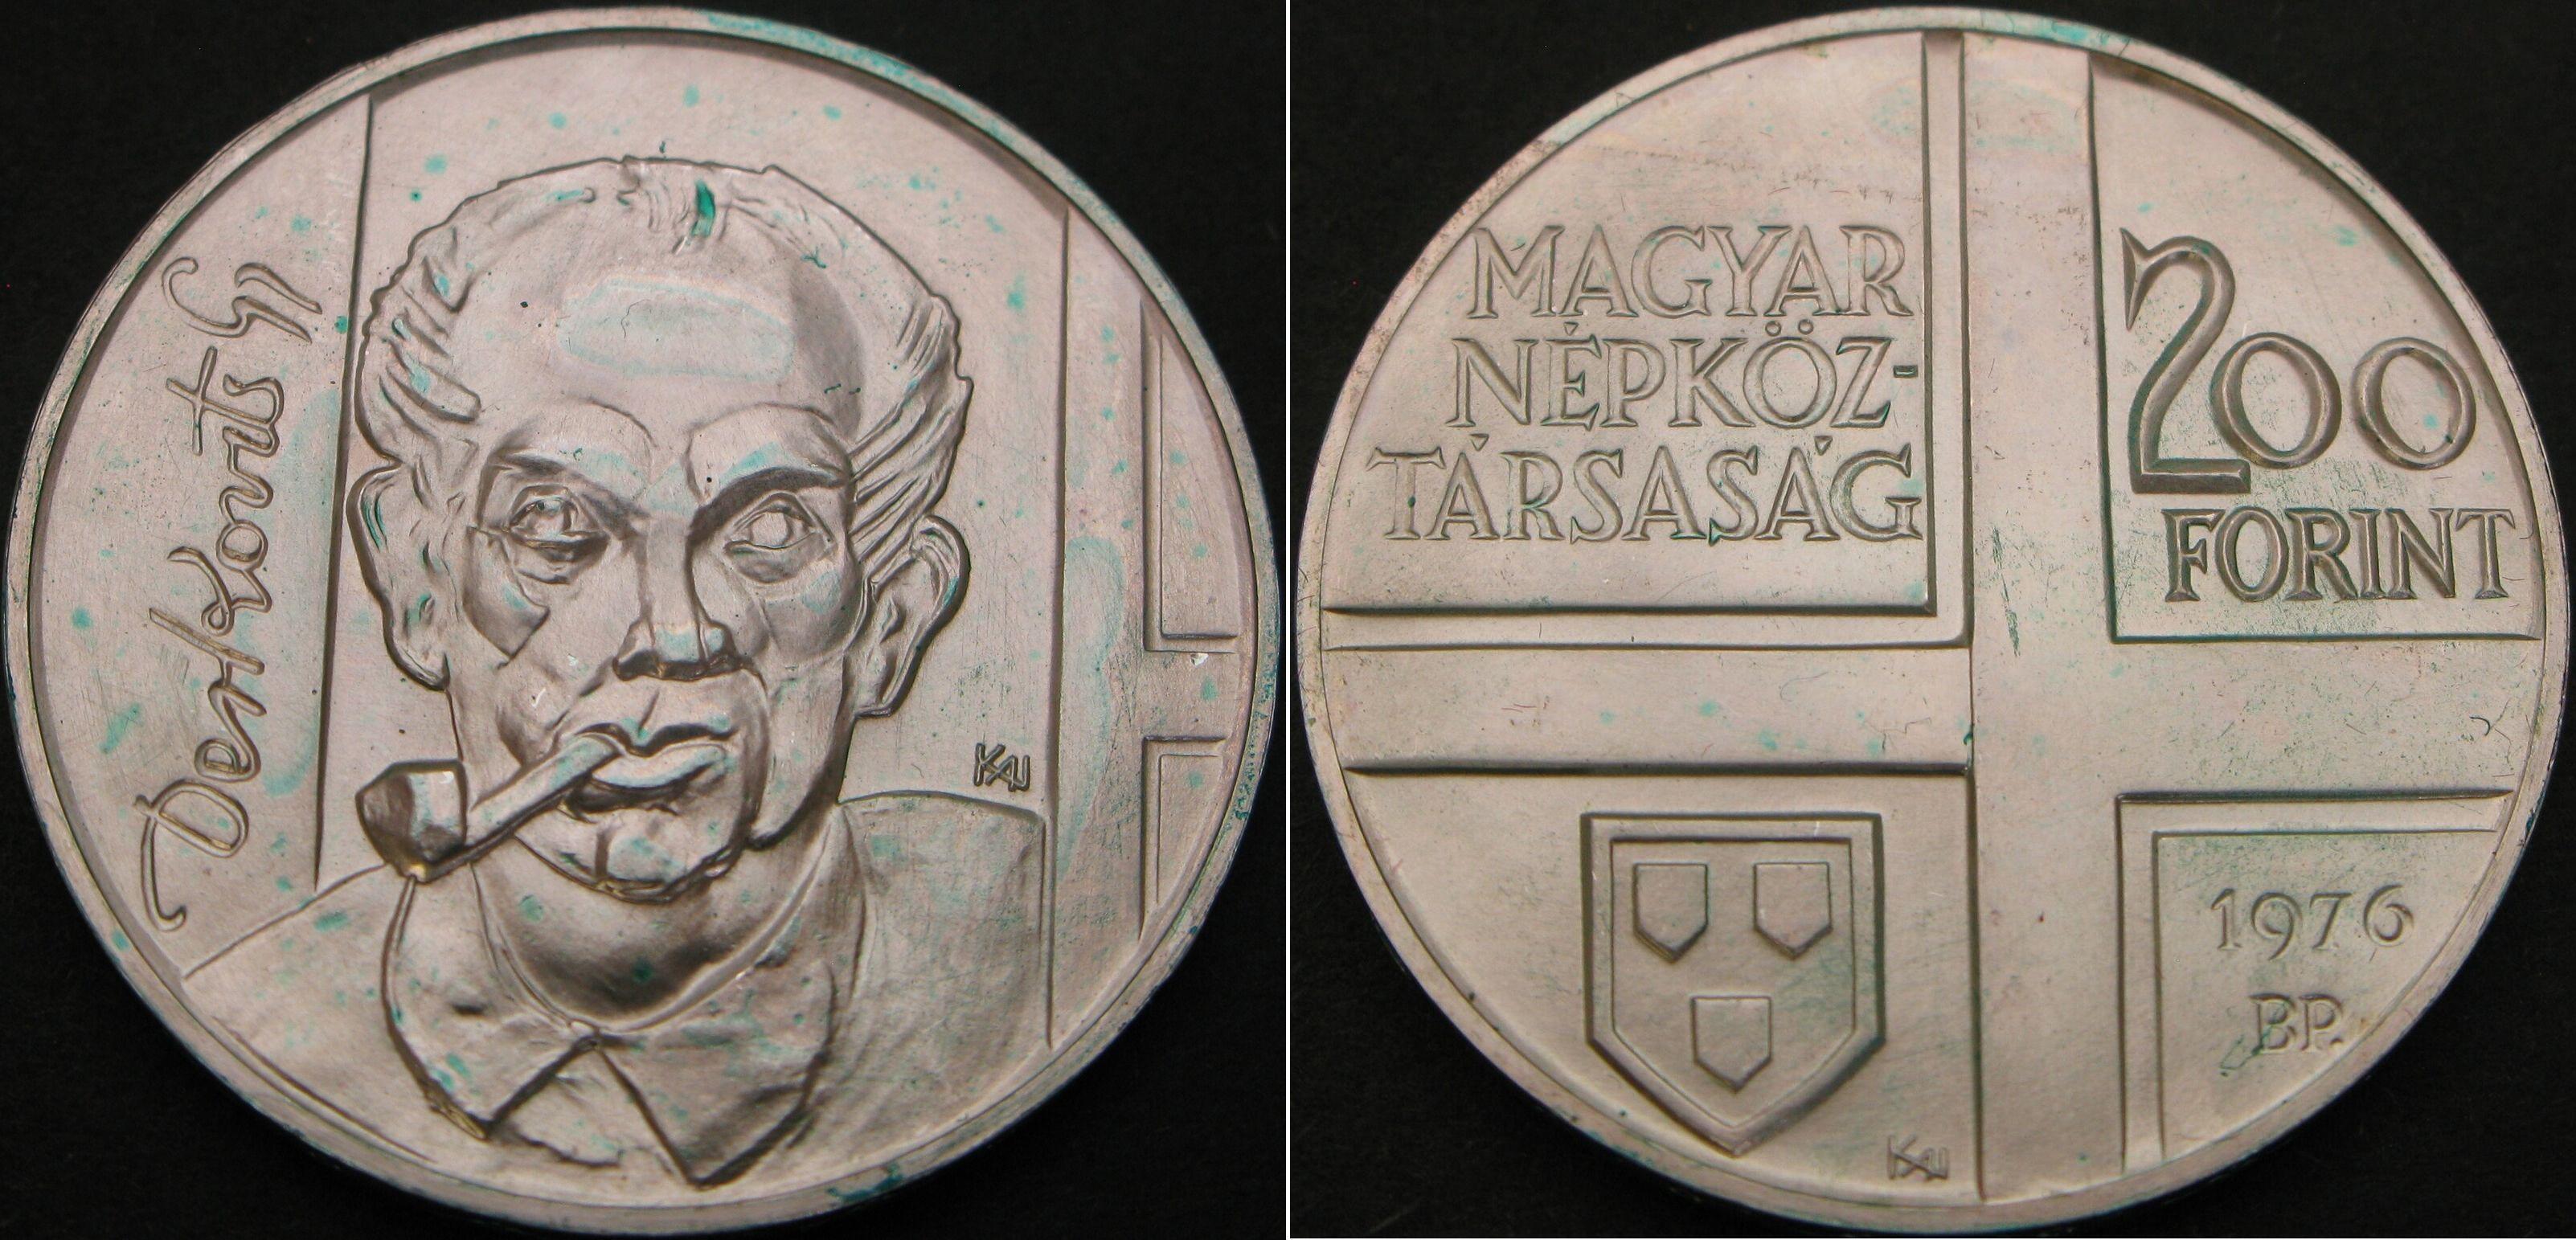 Derkovits Gy
KAJ
MAGYAR
NÉPKÖZ-
TÁRSASÁG
200
FORINT
1976
BP.
KAJ